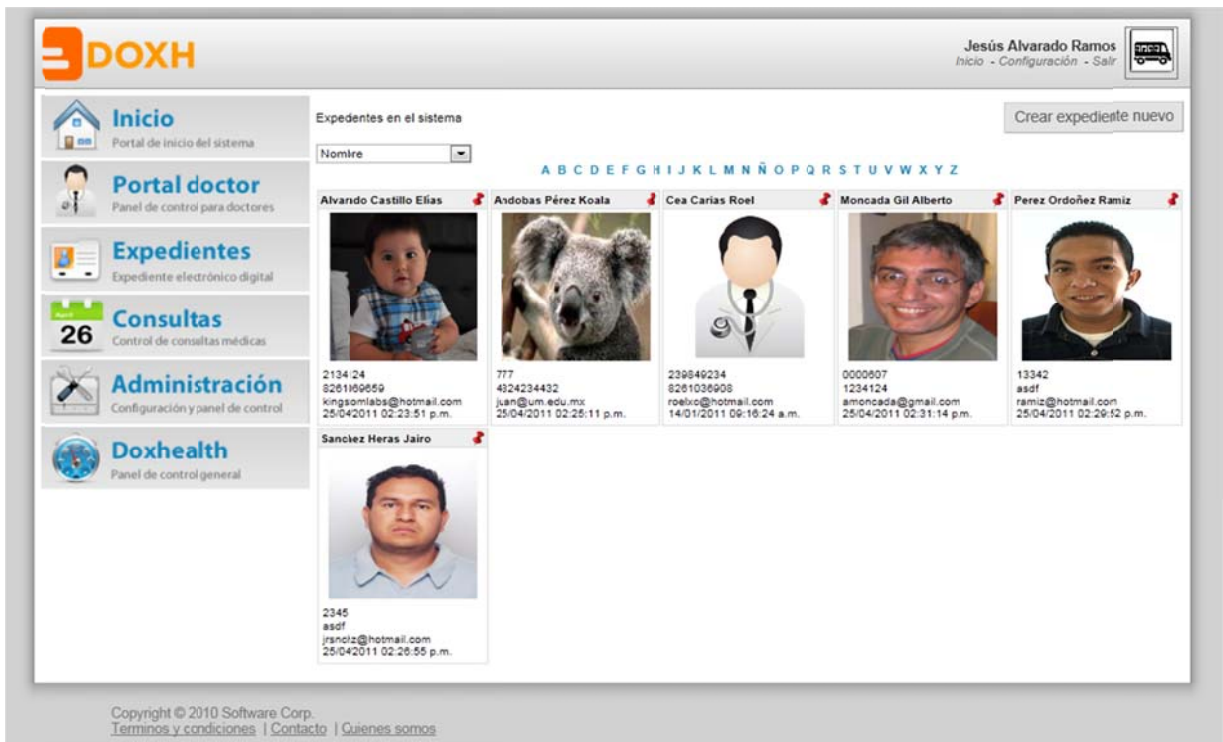 DOXH
Jesús Alvarado Ramos
Inicio - Configuración - Salir
Inicio
Portal de inicio del sistema
Portal doctor
Panel de control para doctores
Expedientes
Expediente electrónico digital
April
26
Consultas
Control de consultas médicas
Administración
Configuración y panel de control
Doxhealth
Panel de control general
Expedentes en el sistema
Crear expediente nuevo
Nombre
A B C D E F G H I J K L M N Ñ O P Q R S T U V W X Y Z
Alvarado Castillo Elías
2134124
8261169659
kingsomlabs@hotmail.com
25/04/2011 02:23:51 p.m.
Andobas Pérez Koala
777
4324234432
juan@um.edu.mx
25/04/2011 02:25:11 p.m.
Cea Carias Roel
239849234
8261036908
roelxc@hotmail.com
14/01/2011 09:16:24 a.m.
Moncada Gil Alberto
0000607
1234124
amoncada@gmail.com
25/04/2011 02:31:14 p.m.
Perez Ordoñez Ramiz
13342
asdf
ramiz@hotmail.com
25/04/2011 02:29:52 p.m.
Sanchez Heras Jairo
2345
asdf
25/04/2011 02:26:55 p.m.
Copyright © 2010 Software Corp.
Terminos y condiciones | Contacto | Quienes somos